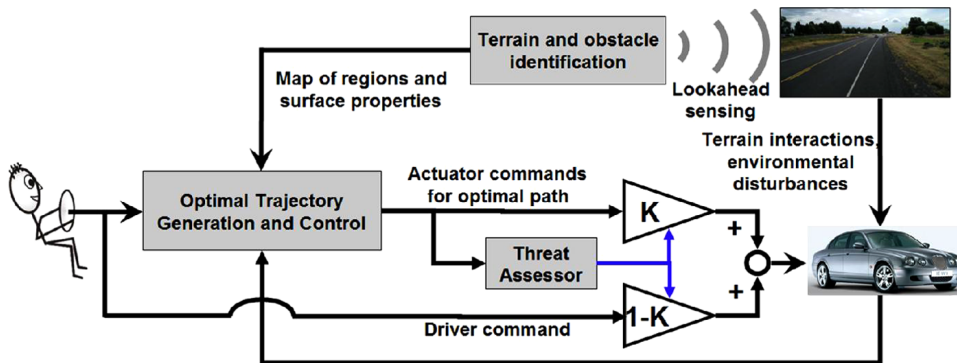 Terrain and obstacle
identification
Map of regions and
surface properties
Lookahead
sensing
Terrain interactions,
environmental
disturbances
Optimal Trajectory
Generation and Control
Actuator commands
for optimal path
K
+
Threat
Assessor
+
1-K
Driver command